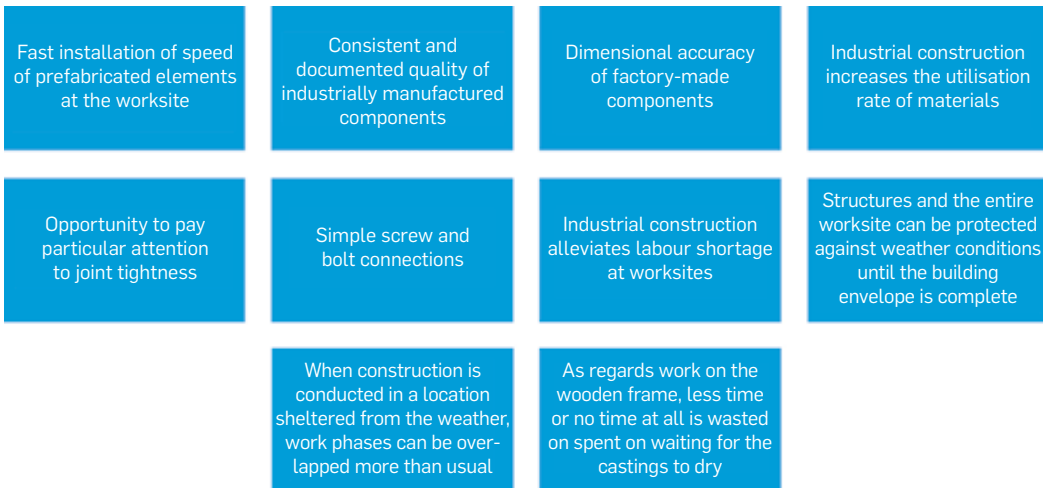 Fast installation of speed
of prefabricated elements
at the worksite
Consistent and
documented quality of
industrially manufactured
components
Dimensional accuracy
of factory-made
components
Industrial construction
increases the utilisation
rate of materials
Opportunity to pay
particular attention
to joint tightness
Simple screw and
bolt connections
Industrial construction
alleviates labour shortage
at worksites
Structures and the entire
worksite can be protected
against weather conditions
until the building
envelope is complete
When construction is
conducted in a location
sheltered from the weather,
work phases can be over-
lapped more than usual
As regards work on the
wooden frame, less time
or no time at all is wasted
on spent on waiting for the
castings to dry